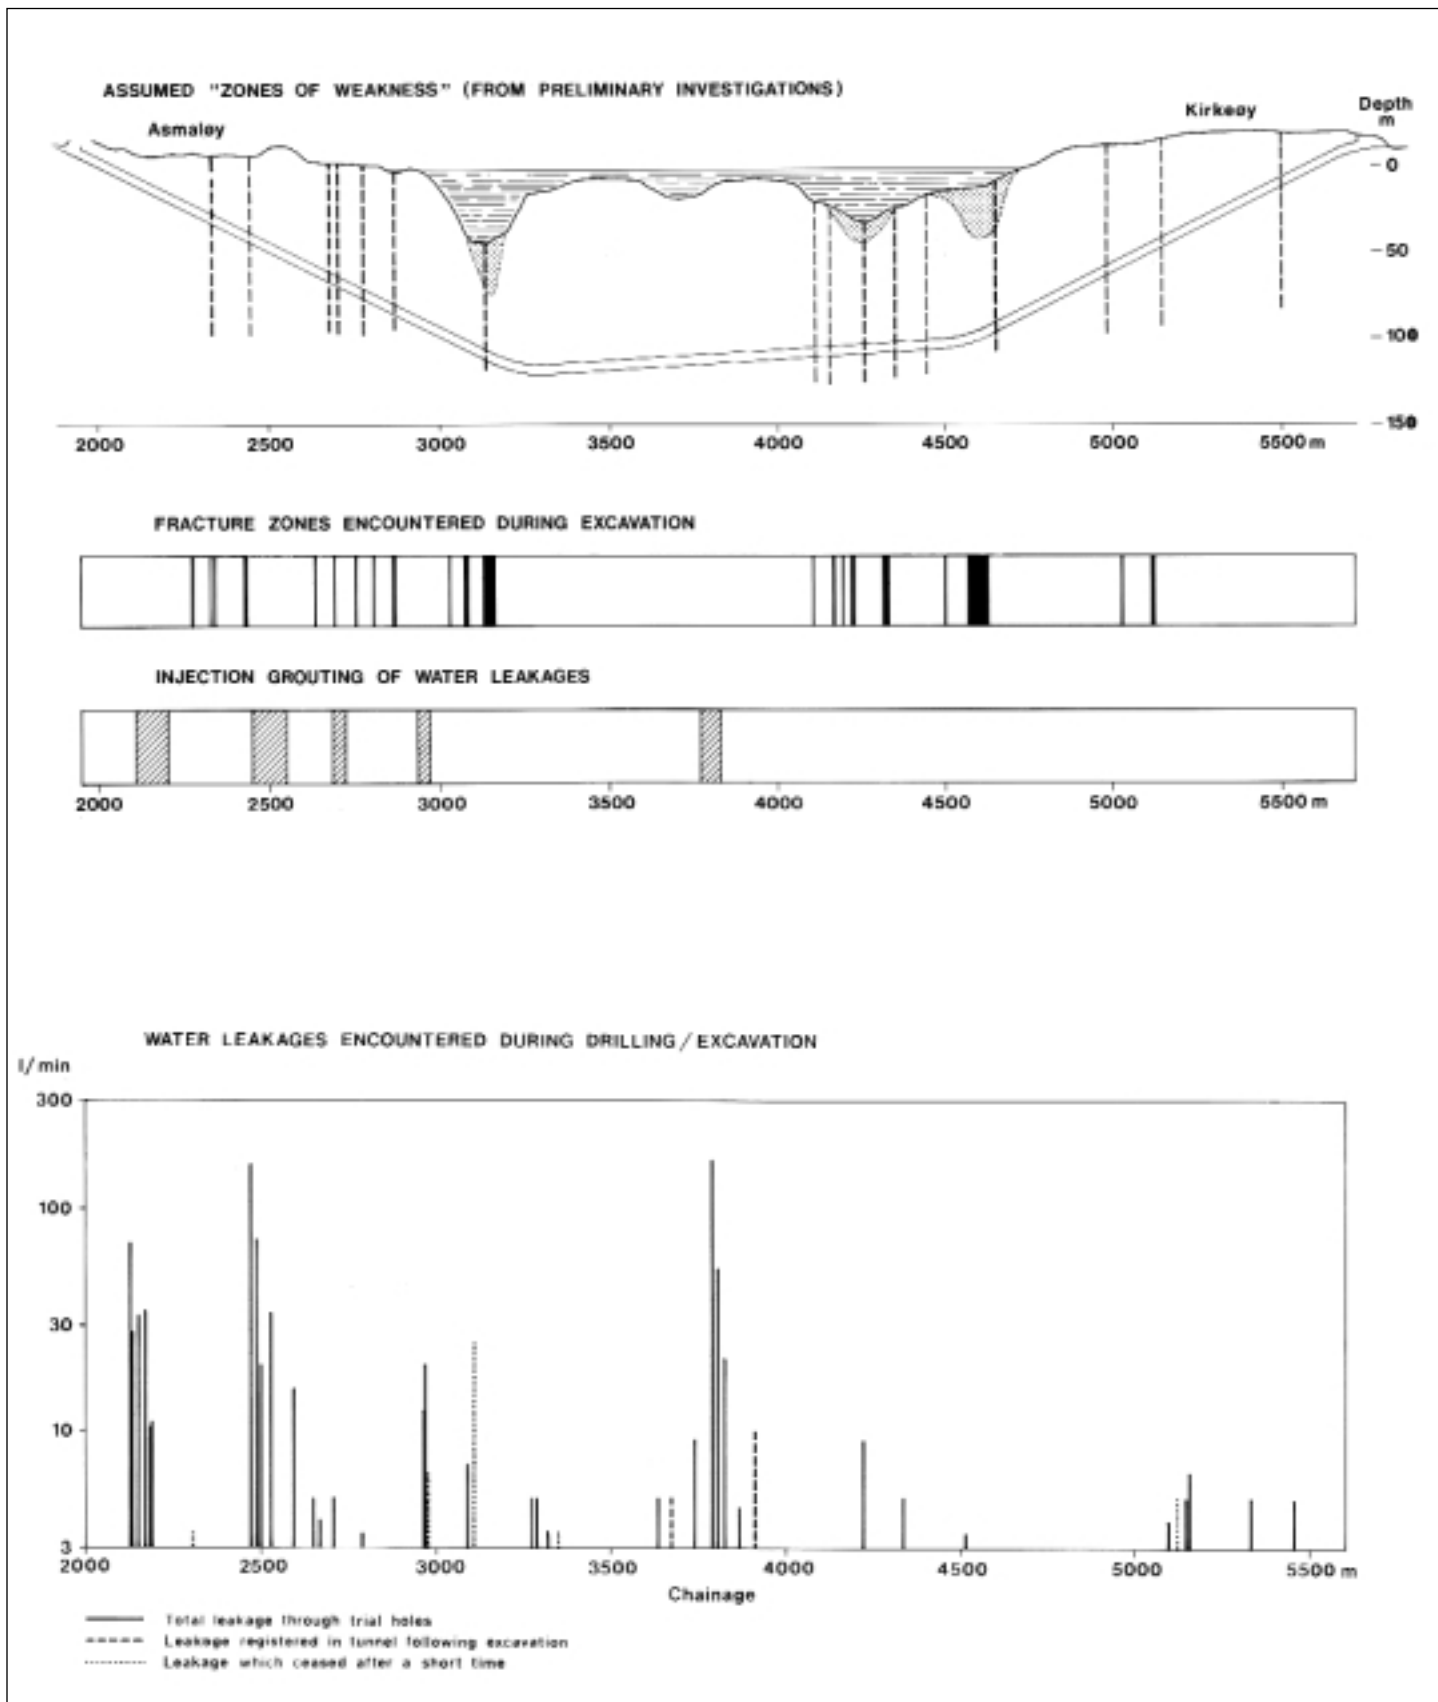 ASSUMED "ZONES OF WEAKNESS" (FROM PRELIMINARY INVESTIGATIONS)
Asmaløy
Kirkeøy
Depth
m
– 0
– 50
– 100
– 150
2000 2500 3000 3500 4000 4500 5000 5500 m
FRACTURE ZONES ENCOUNTERED DURING EXCAVATION
INJECTION GROUTING OF WATER LEAKAGES
2000 2500 3000 3500 4000 4500 5000 5500 m
WATER LEAKAGES ENCOUNTERED DURING DRILLING / EXCAVATION
l/min
300
100
30
10
3
2000 2500 3000 3500 4000 4500 5000 5500 m
Chainage
Total leakage through trial holes
Leakage registered in tunnel following excavation
Leakage which ceased after a short time